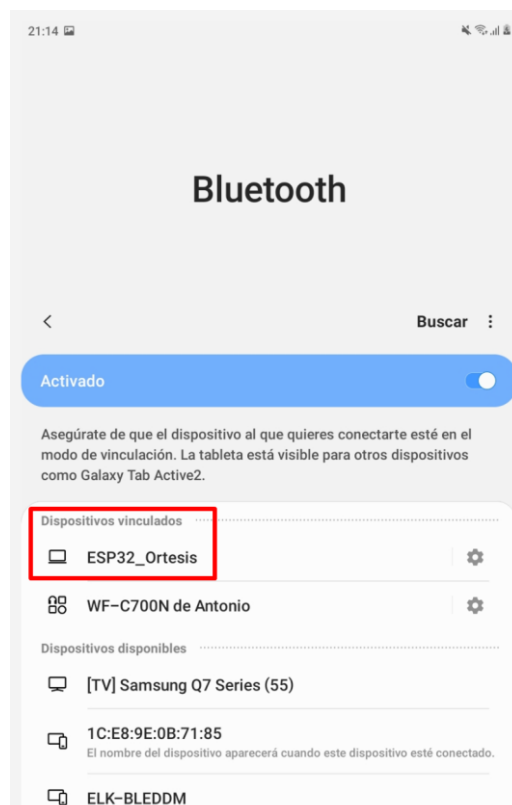 21:14
Bluetooth
Buscar
Activado
Asegúrate de que el dispositivo al que quieres conectarte esté en el
modo de vinculación. La tableta está visible para otros dispositivos
como Galaxy Tab Active2.
Dispositivos vinculados
ESP32_Ortesis
WF-C700N de Antonio
Dispositivos disponibles
[TV] Samsung Q7 Series (55)
1C:E8:9E:0B:71:85
El nombre del dispositivo aparecerá cuando este dispositivo esté conectado.
ELK-BLEDDM